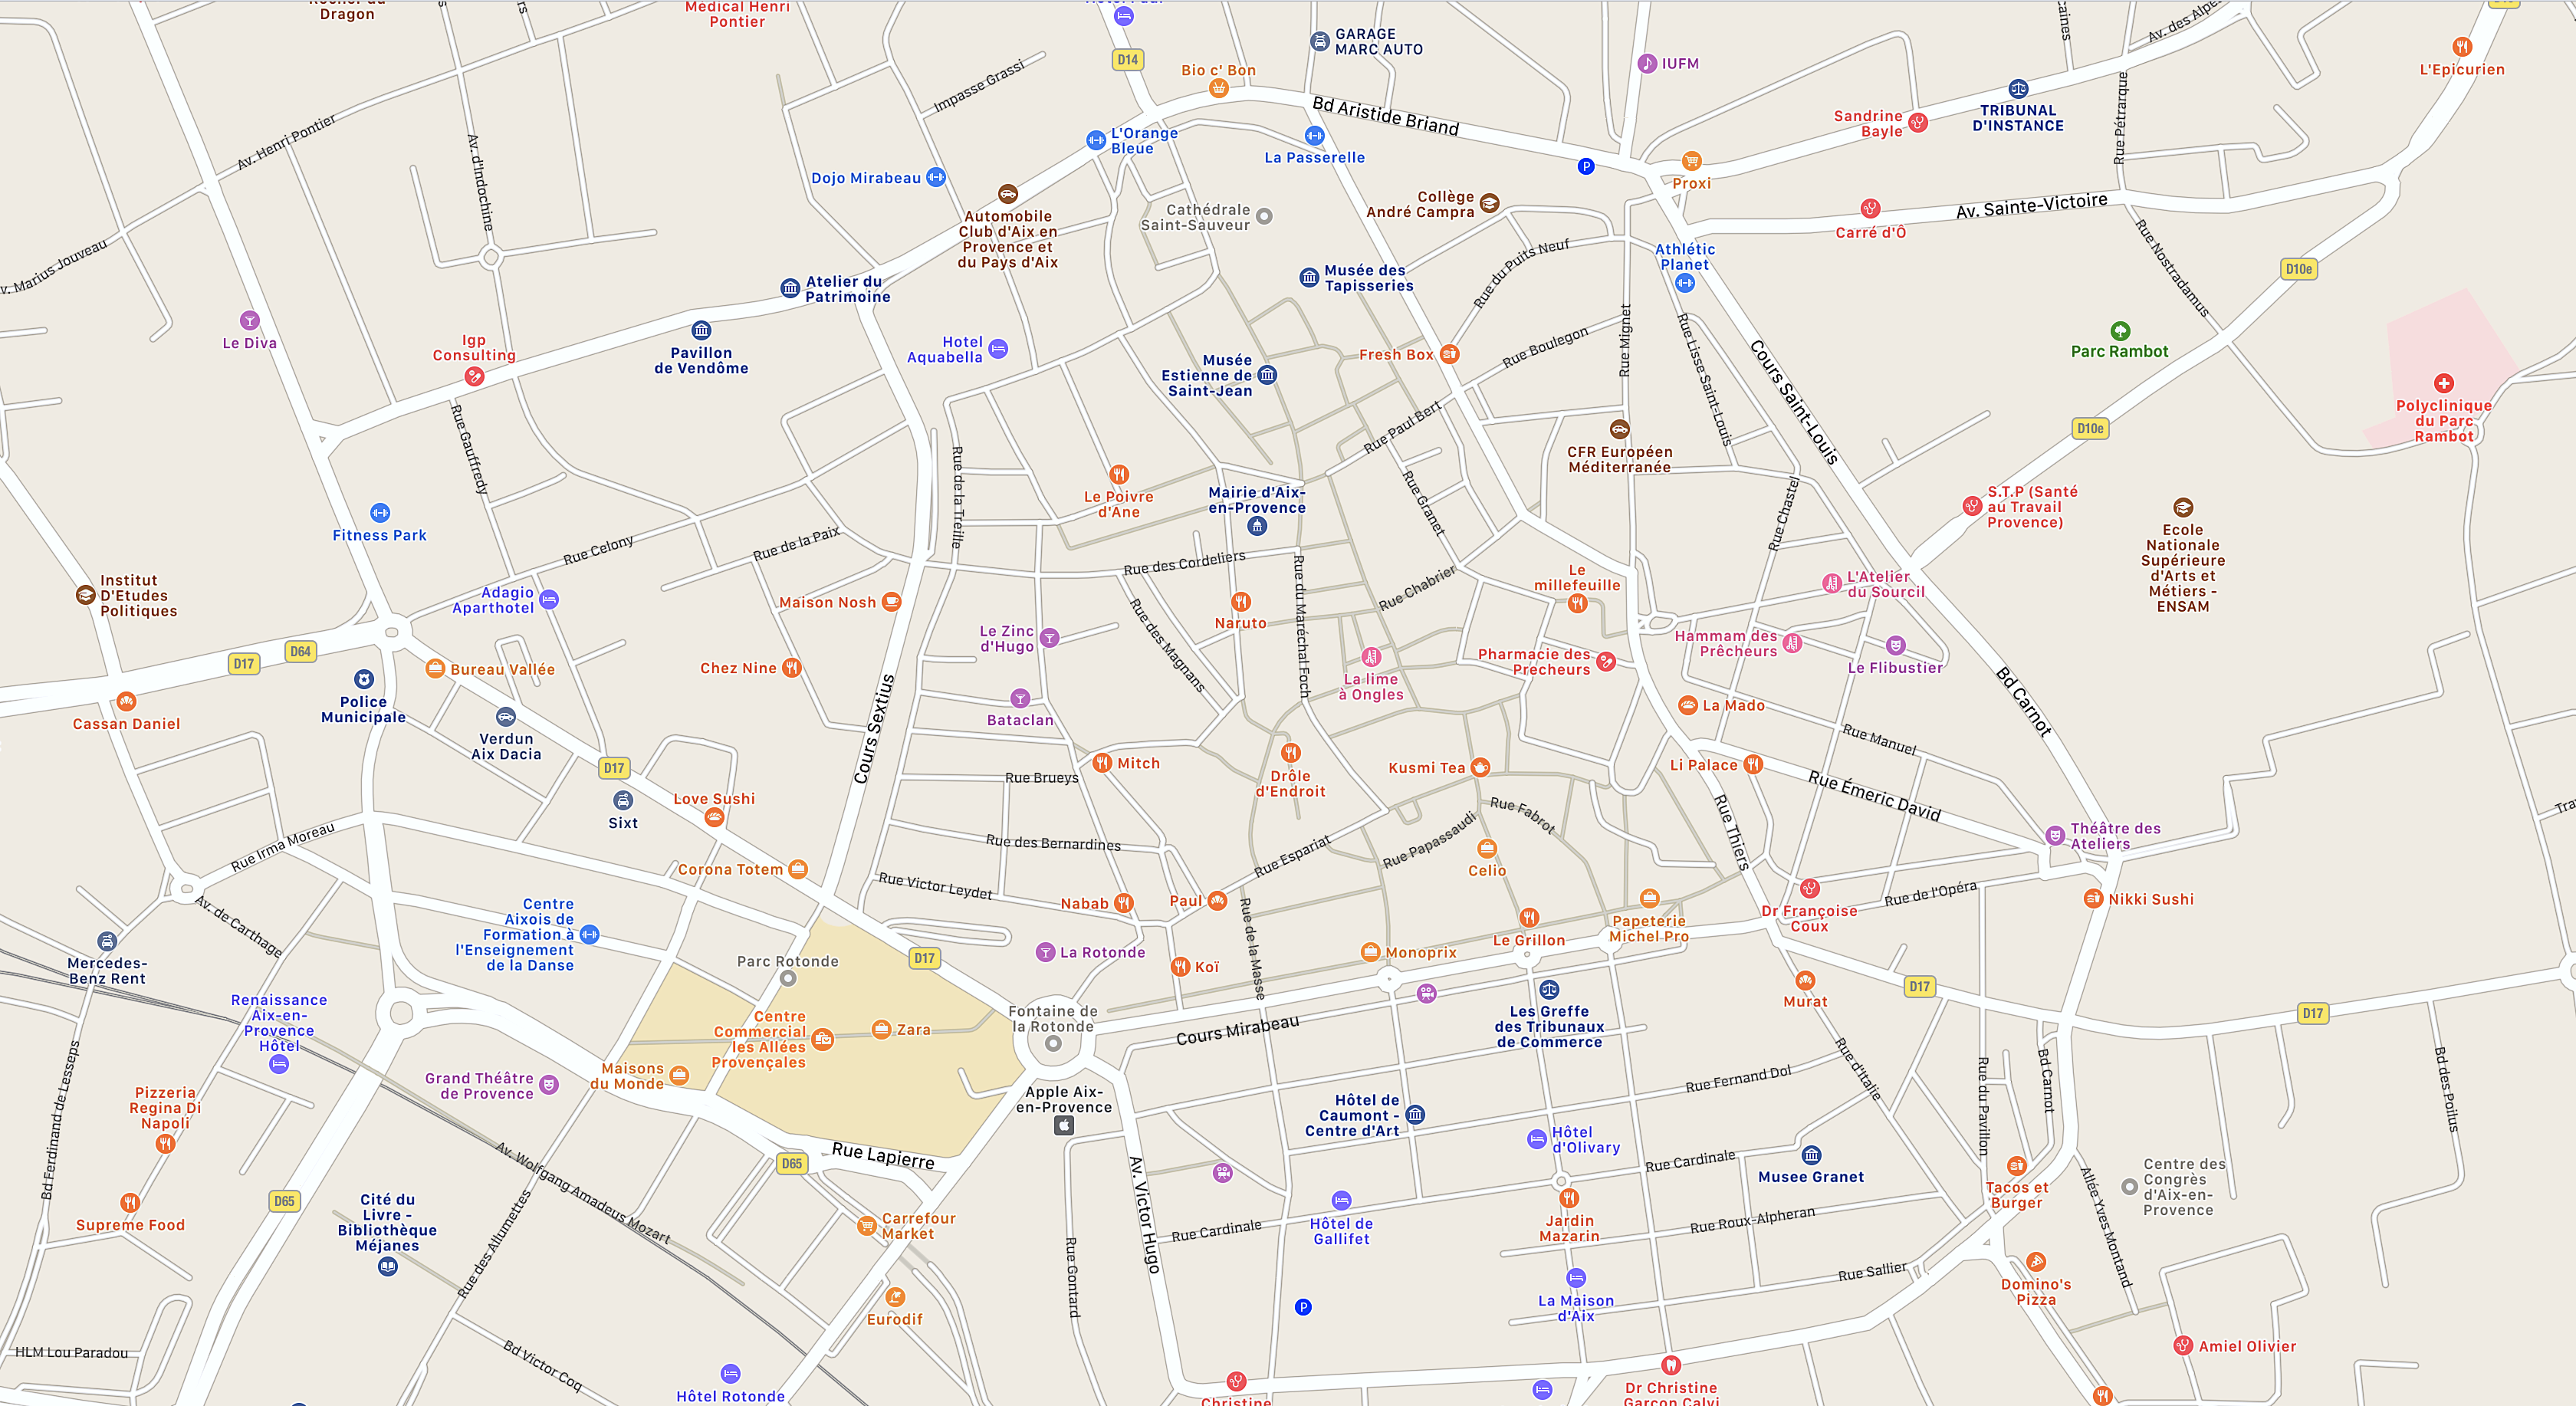 Dragon
Médical Henri
Pontier
D14
GARAGE
MARC AUTO
Bio c' Bon
IUFM
L'Epicurien
Impasse Grassi
Bd Aristide Briand
Av. Henri Pontier
Av. d'Indochine
L'Orange
Bleue
La Passerelle
Sandrine
Bayle
TRIBUNAL
D'INSTANCE
Rue Pétrarque
Dojo Mirabeau
Proxi
Collège
André Campra
Cathédrale
Saint-Sauveur
Automobile
Club d'Aix en
Provence et
du Pays d'Aix
Av. Sainte-Victoire
Carré d'Ô
v. Marius Jouveau
Rue du Puits Neuf
Athlétic
Planet
Rue Nostradamus
Musée des
Tapisseries
D10e
Atelier du
Patrimoine
Le Diva
Igp
Consulting
Pavillon
de Vendôme
Hotel
Aquabella
Fresh Box
Rue Boulegon
Rue Mignet
Rue Lisse Saint-Louis
Cours Saint-Louis
Parc Rambot
Musée
Estienne de
Saint-Jean
Polyclinique
du Parc
Rambot
D10e
Rue Gauffredy
Rue Paul Bert
CFR Européen
Méditerranée
Rue de la Treille
Le Poivre
d'Ane
Mairie d'Aix-
en-Provence
Rue Granet
Rue Chastel
S.T.P (Santé
au Travail
Provence)
Ecole
Nationale
Supérieure
d'Arts et
Métiers -
ENSAM
Fitness Park
Rue Celony
Rue de la Paix
Rue des Cordeliers
Rue Chabrier
Le
millefeuille
L'Atelier
du Sourcil
Institut
D'Etudes
Politiques
Adagio
Aparthotel
Maison Nosh
Rue des Magnans
Naruto
Rue du Maréchal Foch
Le Zinc
d'Hugo
Hammam des
Prêcheurs
Le Flibustier
D17
D64
Bureau Vallée
Chez Nine
Pharmacie des
Precheurs
La lime
à Ongles
Police
Municipale
Cassan Daniel
Verdun
Aix Dacia
Cours Sextius
Bataclan
La Mado
Bd Carnot
Rue Manuel
D17
Mitch
Rue Brueys
Drôle
d'Endroit
Kusmi Tea
Li Palace
Rue Émeric David
Sixt
Love Sushi
Rue Fabrot
Rue Thiers
Rue Irma Moreau
Rue des Bernardines
Rue Espariat
Rue Papassaudi
Celio
Théâtre des
Ateliers
Tra
Corona Totem
Rue Victor Leydet
Nabab
Paul
Rue de l'Opéra
Nikki Sushi
Av. de Carthage
Centre
Aixois de
Formation à
l'Enseignement
de la Danse
Rue de la Masse
Papeterie
Michel Pro
Dr Françoise
Coux
Le Grillon
Mercedes-
Benz Rent
Parc Rotonde
D17
La Rotonde
Koï
Monoprix
Murat
D17
D17
Renaissance
Aix-en-
Provence
Hôtel
Centre
Commercial
les Allées
Provençales
Zara
Fontaine de
la Rotonde
Cours Mirabeau
Les Greffe
des Tribunaux
de Commerce
Bd Ferdinand de Lesseps
Maisons
du Monde
Grand Théâtre
de Provence
Apple Aix-
en-Provence
Rue Fernand Dol
Rue d'Italie
Rue du Pavillon
Bd Carnot
Bd des Poilus
Pizzeria
Regina Di
Napoli
Hôtel de
Caumont -
Centre d'Art
Hôtel
d'Olivary
Rue Lapierre
D65
Av. Wolfgang Amadeus Mozart
Av. Victor Hugo
Rue Cardinale
Musee Granet
Centre des
Congrès
d'Aix-en-
Provence
D65
Supreme Food
Cité du
Livre -
Bibliothèque
Méjanes
Carrefour
Market
Rue Cardinale
Hôtel de
Gallifet
Jardin
Mazarin
Rue Roux-Alpheran
Tacos et
Burger
Allée Yves Montand
Rue des Allumettes
Rue Gontard
Rue Sallier
Domino's
Pizza
Eurodif
La Maison
d'Aix
HLM Lou Paradou
Bd Victor Coq
Amiel Olivier
Hôtel Rotonde
Christine
Dr Christine
Garcon Calvi